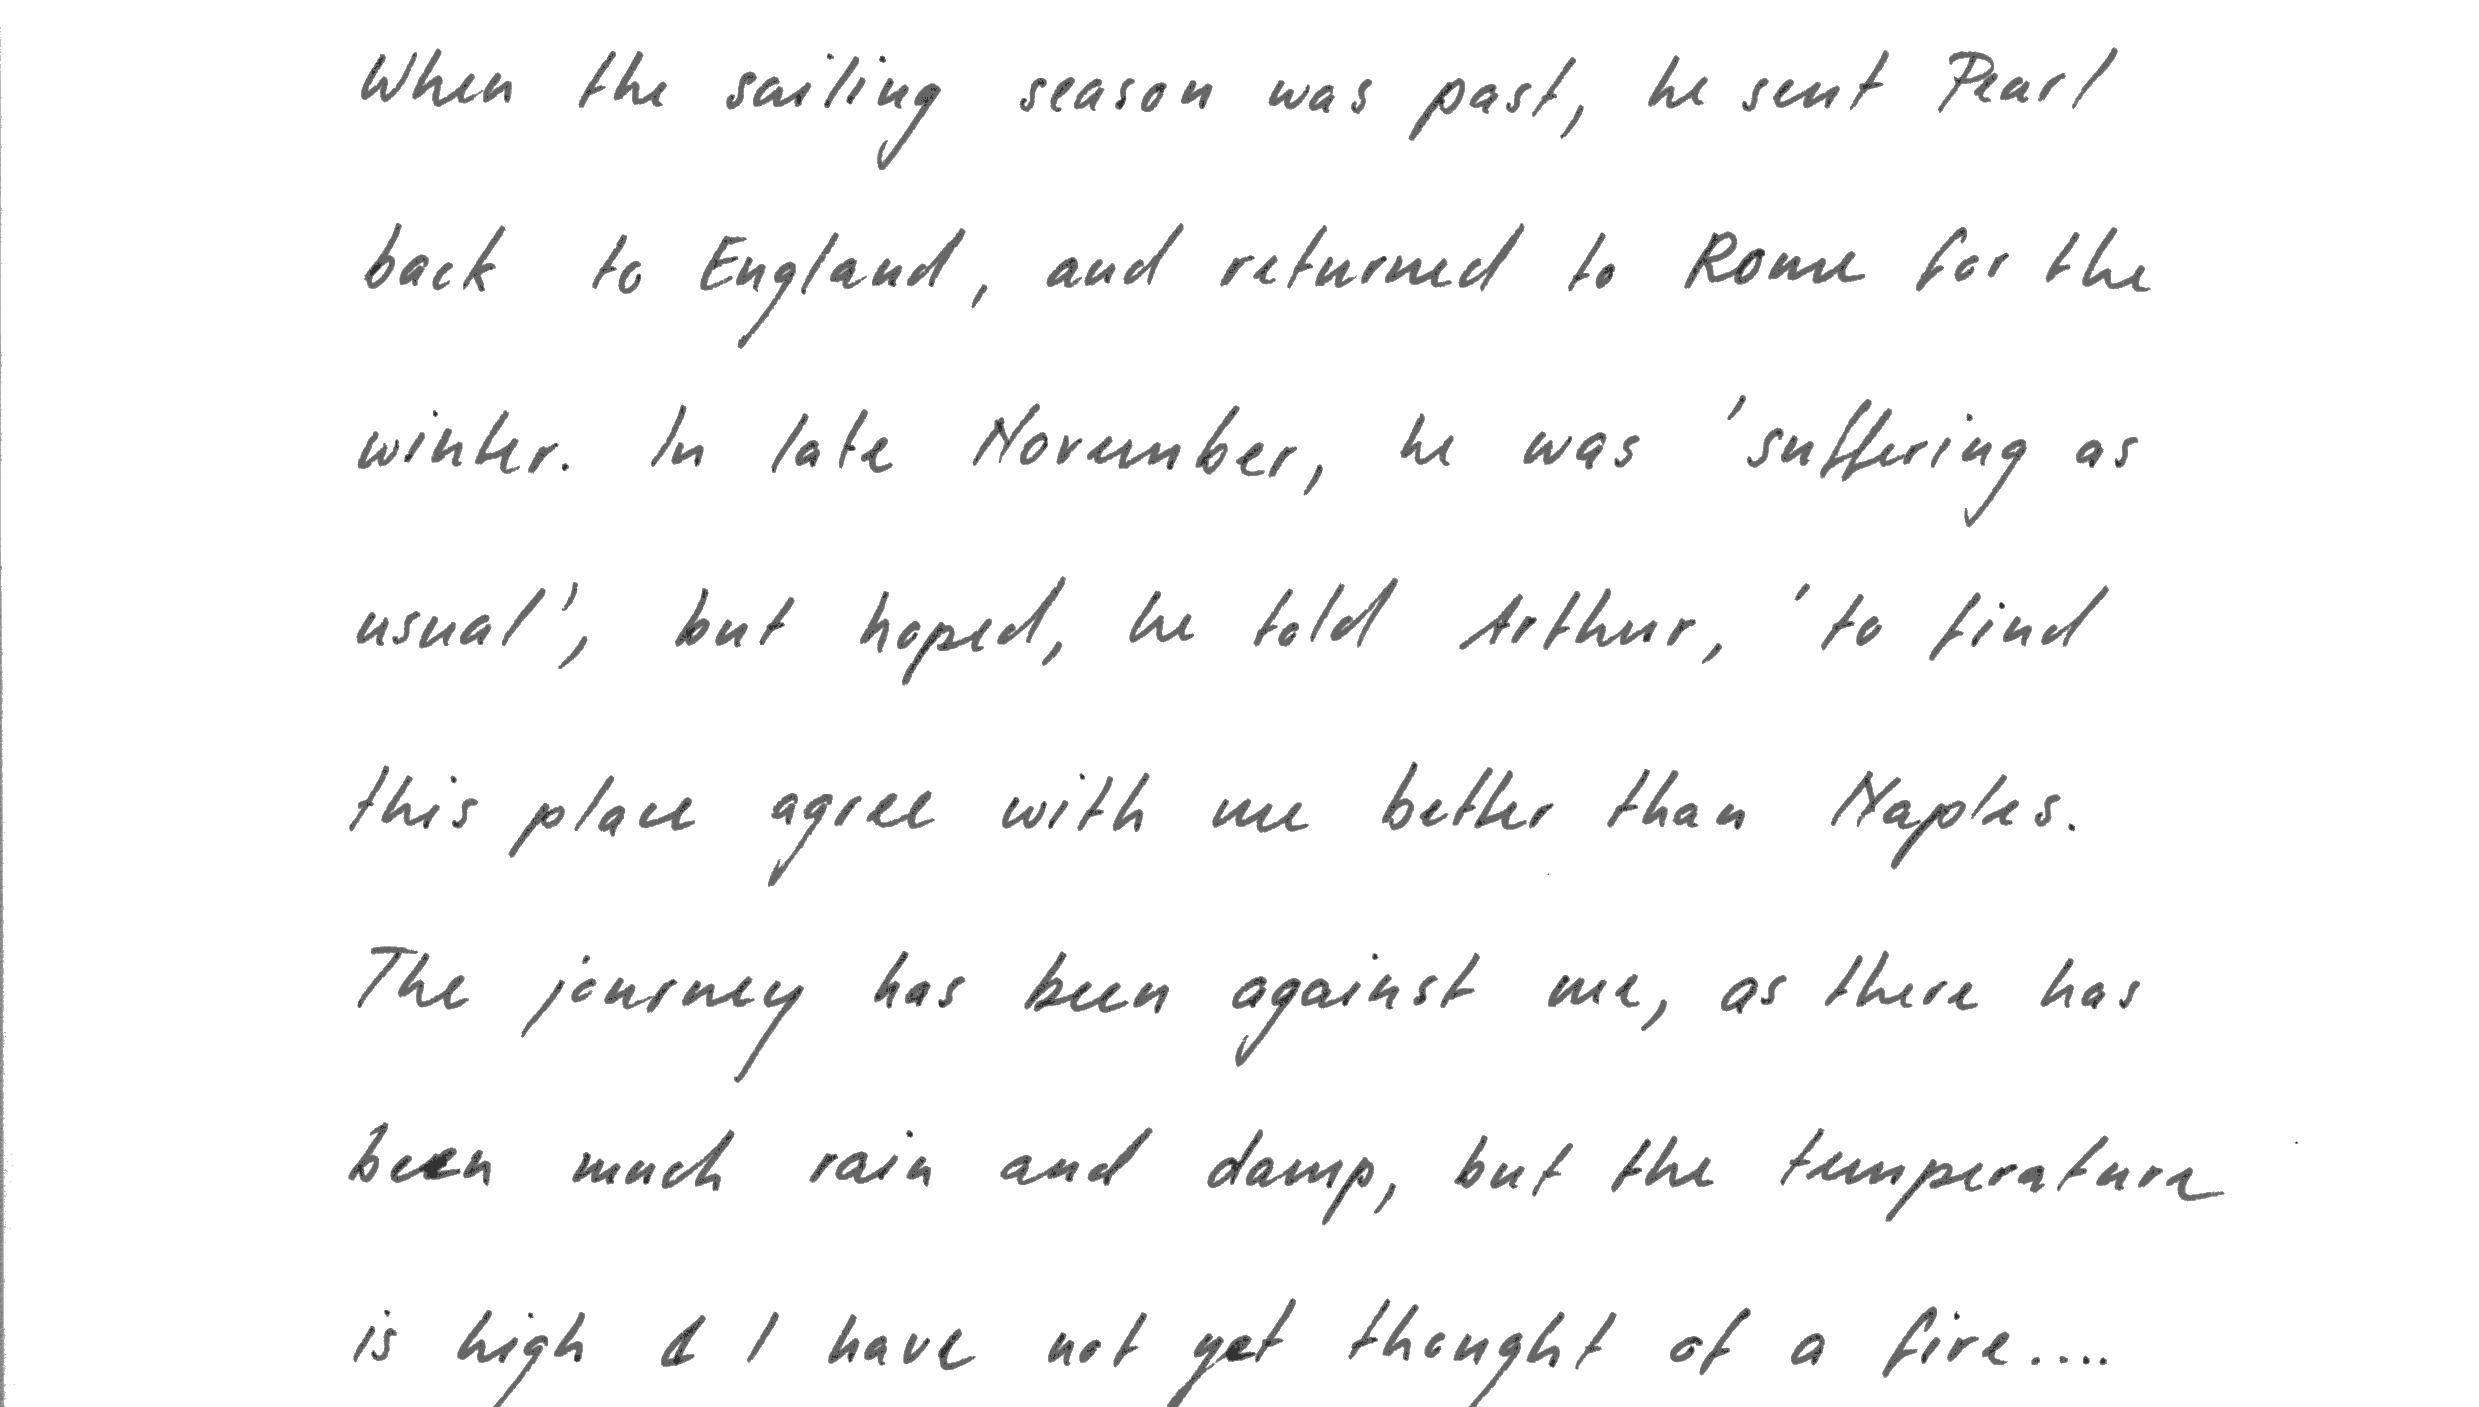 When the sailing season was past, he sent Pearl
back to England, and returned to Rome for the
winter. In late November, he was 'suffering as
usual', but hoped, he told Arthur, 'to find
this place agree with me better than Naples.
The journey has been against me, as there has
been much rain and damp, but the temperature
is high & I have not yet thought of a fire....